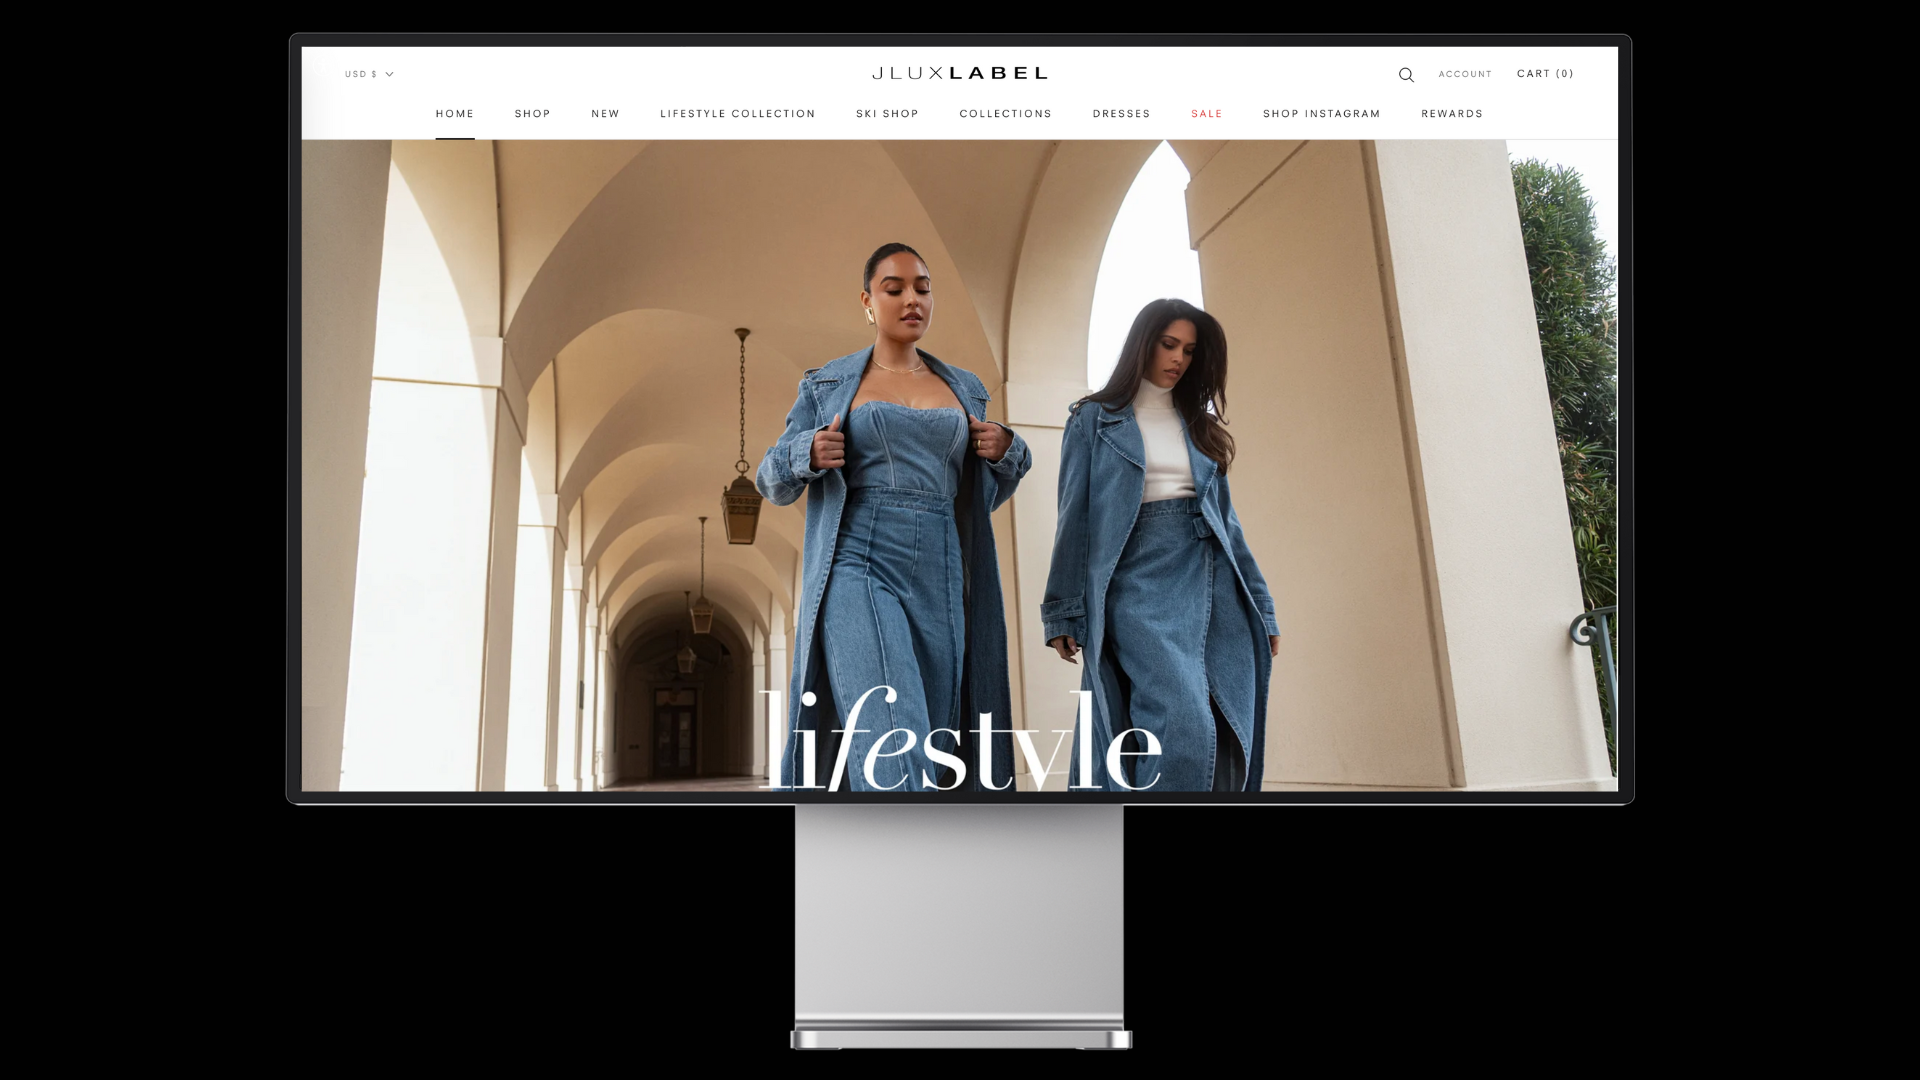 USD $
JLUXLABEL
ACCOUNT
CART (0)
HOME
SHOP
NEW
LIFESTYLE COLLECTION
SKI SHOP
COLLECTIONS
DRESSES
SALE
SHOP INSTAGRAM
REWARDS
lifestyle